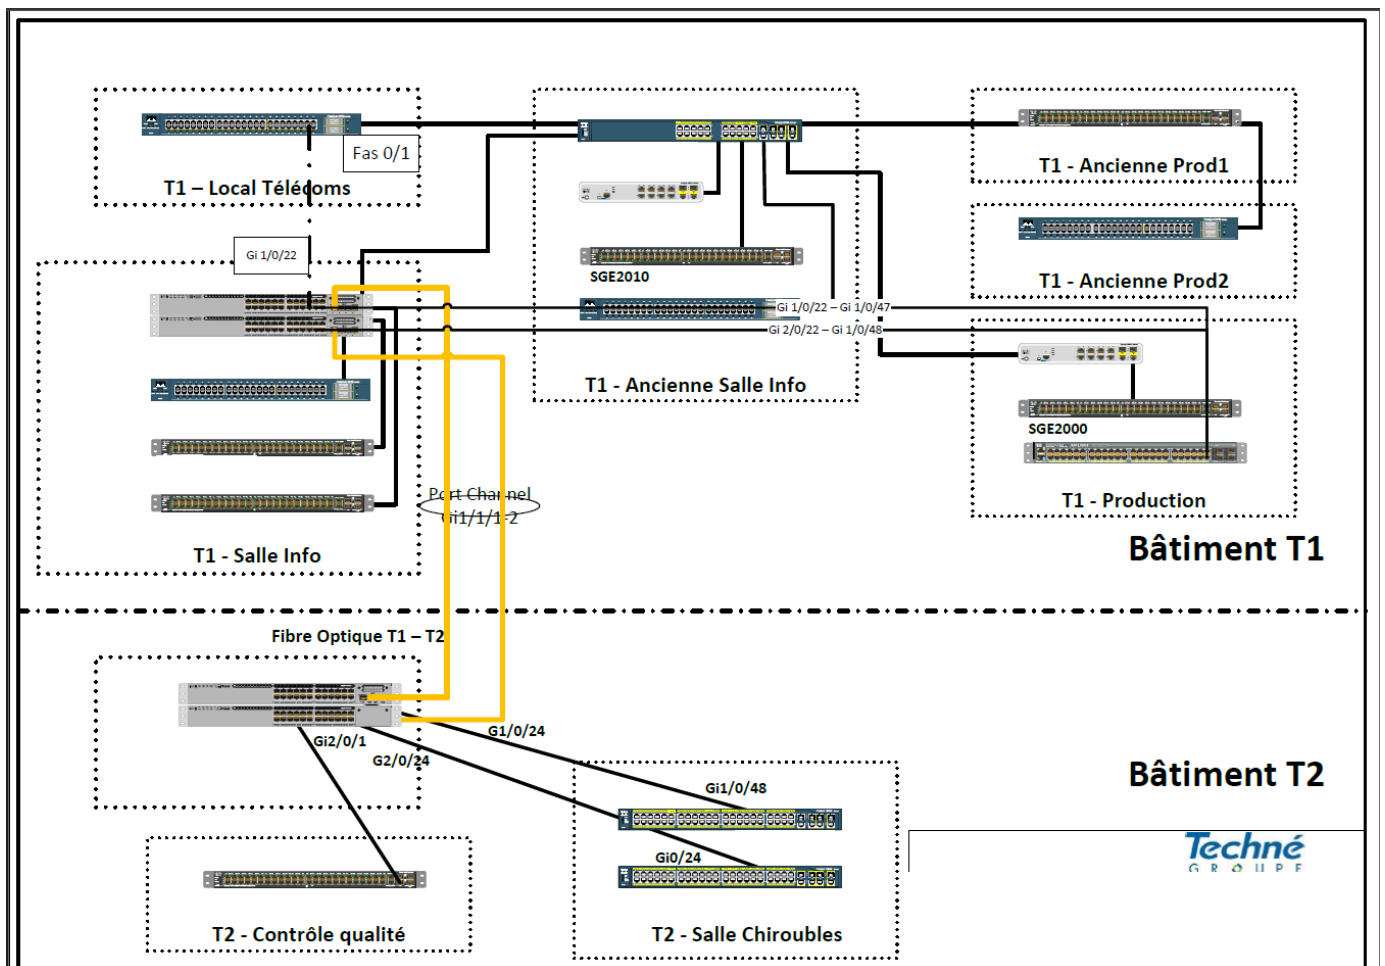 Fas 0/1
T1 – Local Télécoms
T1 - Ancienne Prod1
Gi 1/0/22
SGE2010
T1 - Ancienne Prod2
Gi 1/0/22 – Gi 1/0/47
Gi 2/0/22 – Gi 1/0/48
T1 - Ancienne Salle Info
SGE2000
T1 - Production
Port Channel
Gi1/1/1-2
T1 - Salle Info
Bâtiment T1
Fibre Optique T1 – T2
Gi2/0/1
G2/0/24
G1/0/24
Gi1/0/48
Bâtiment T2
Gi0/24
Techné
GROUPE
T2 - Contrôle qualité
T2 - Salle Chiroubles